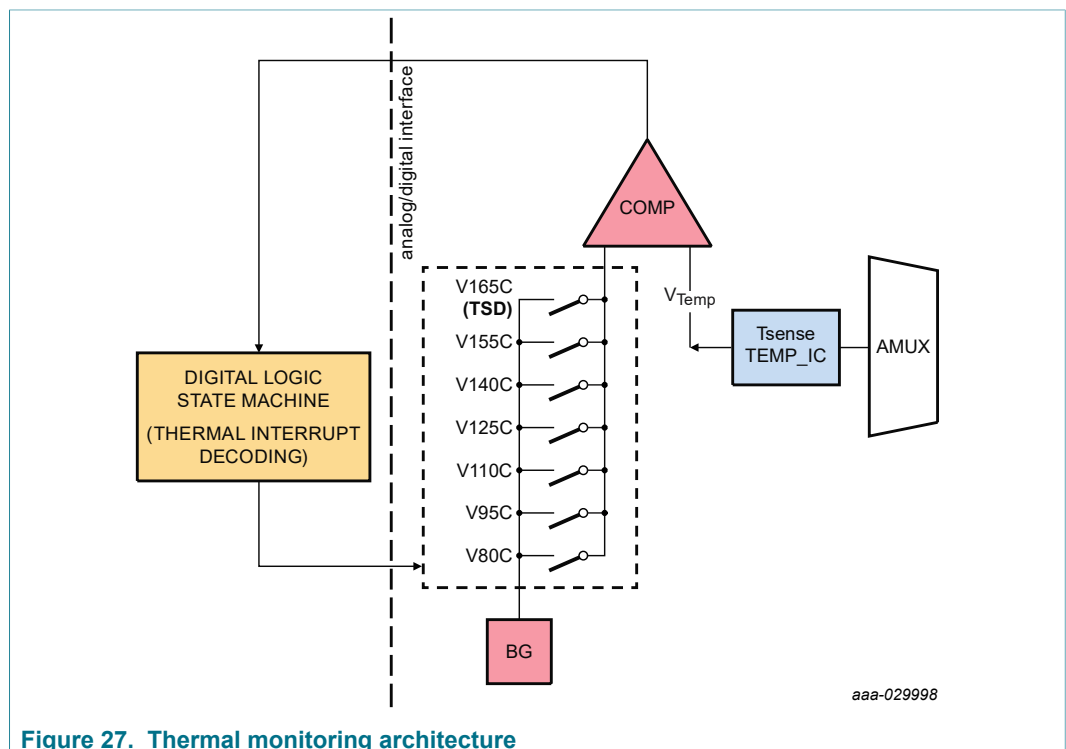 analog/digital interface
COMP
V165C
(TSD)
V155C
V140C
V125C
V110C
V95C
V80C
VTemp
Tsense
TEMP_IC
AMUX
DIGITAL LOGIC
STATE MACHINE
(THERMAL INTERRUPT
DECODING)
BG
aaa-029998
Figure 27. Thermal monitoring architecture